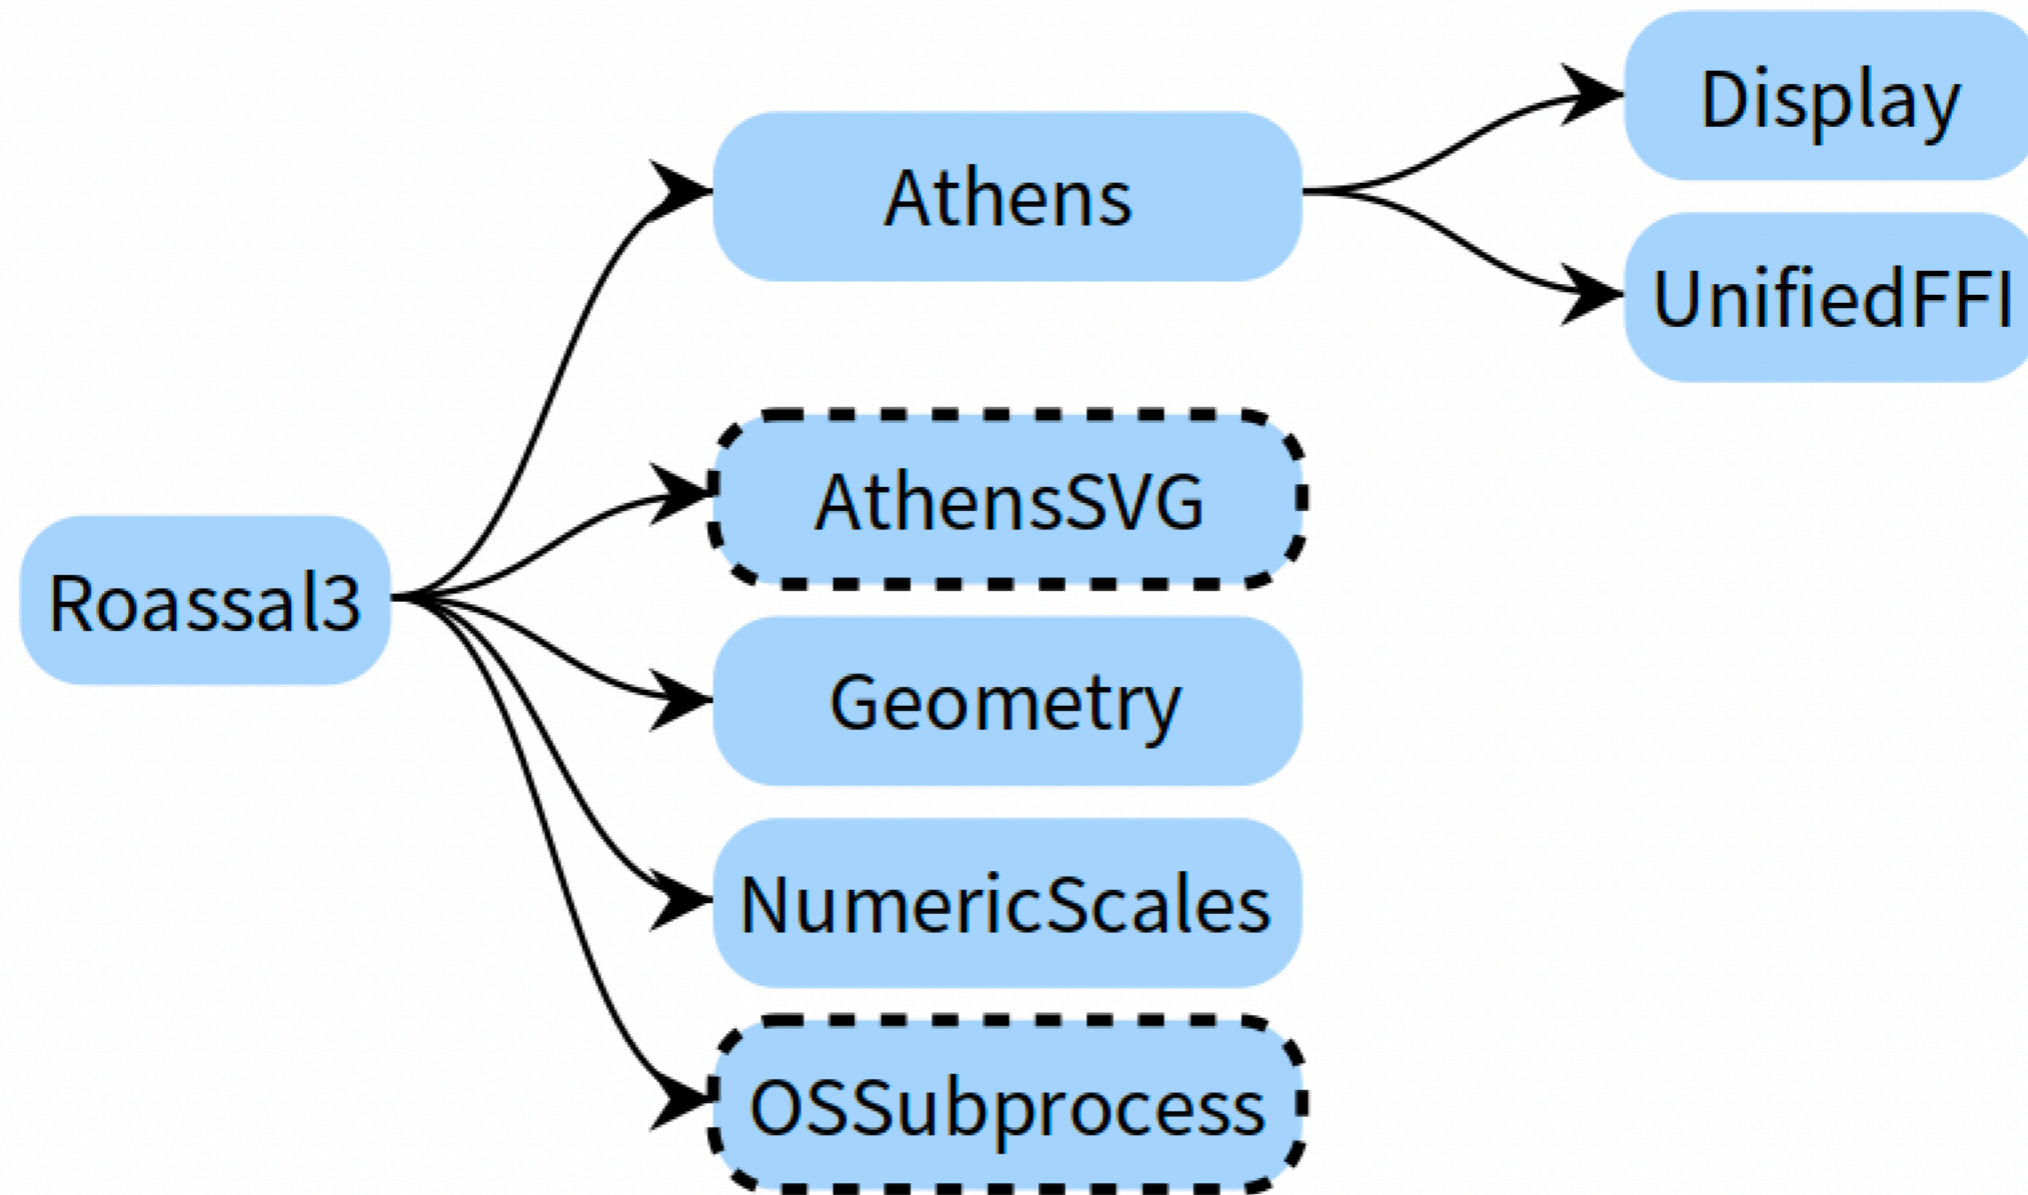 Roassal3
Athens
AthensSVG
Geometry
NumericScales
OSSubprocess
Display
UnifiedFFI